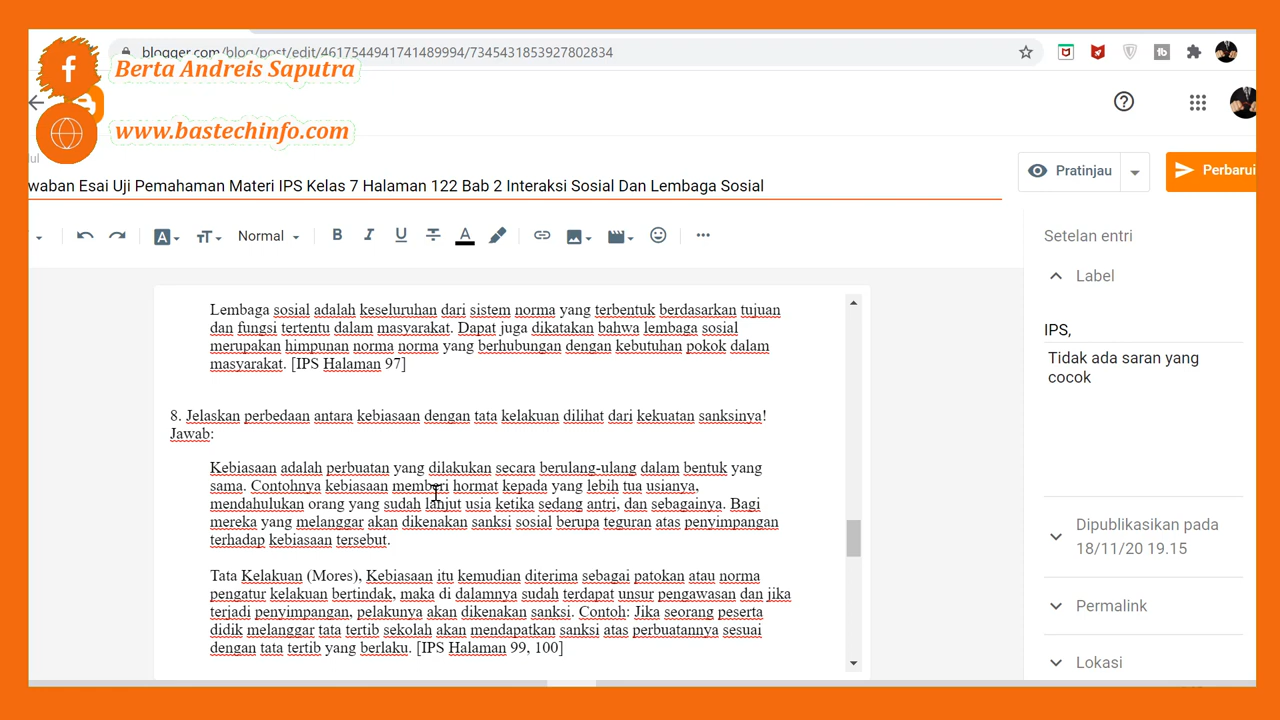 blogger.com/blog/post/edit/4617544941741489994/7345431853927802834
Berta Andreis Saputra
www.bastechinfo.com
ul
waban Esai Uji Pemahaman Materi IPS Kelas 7 Halaman 122 Bab 2 Interaksi Sosial Dan Lembaga Sosial
Pratinjau
Perbarui
Normal
B I U A
Setelan entri
Label
IPS,
Tidak ada saran yang
cocok
Dipublikasikan pada
18/11/20 19.15
Permalink
Lokasi
Lembaga sosial adalah keseluruhan dari sistem norma yang terbentuk berdasarkan tujuan
dan fungsi tertentu dalam masyarakat. Dapat juga dikatakan bahwa lembaga sosial
merupakan himpunan norma norma yang berhubungan dengan kebutuhan pokok dalam
masyarakat. [IPS Halaman 97]
8. Jelaskan perbedaan antara kebiasaan dengan tata kelakuan dilihat dari kekuatan sanksinya!
Jawab:
Kebiasaan adalah perbuatan yang dilakukan secara berulang-ulang dalam bentuk yang
sama. Contohnya kebiasaan memberi hormat kepada yang lebih tua usianya,
mendahulukan orang yang sudah lanjut usia ketika sedang antri, dan sebagainya. Bagi
mereka yang melanggar akan dikenakan sanksi sosial berupa teguran atas penyimpangan
terhadap kebiasaan tersebut.
Tata Kelakuan (Mores), Kebiasaan itu kemudian diterima sebagai patokan atau norma
pengatur kelakuan bertindak, maka di dalamnya sudah terdapat unsur pengawasan dan jika
terjadi penyimpangan, pelakunya akan dikenakan sanksi. Contoh: Jika seorang peserta
didik melanggar tata tertib sekolah akan mendapatkan sanksi atas perbuatannya sesuai
dengan tata tertib yang berlaku. [IPS Halaman 99, 100]